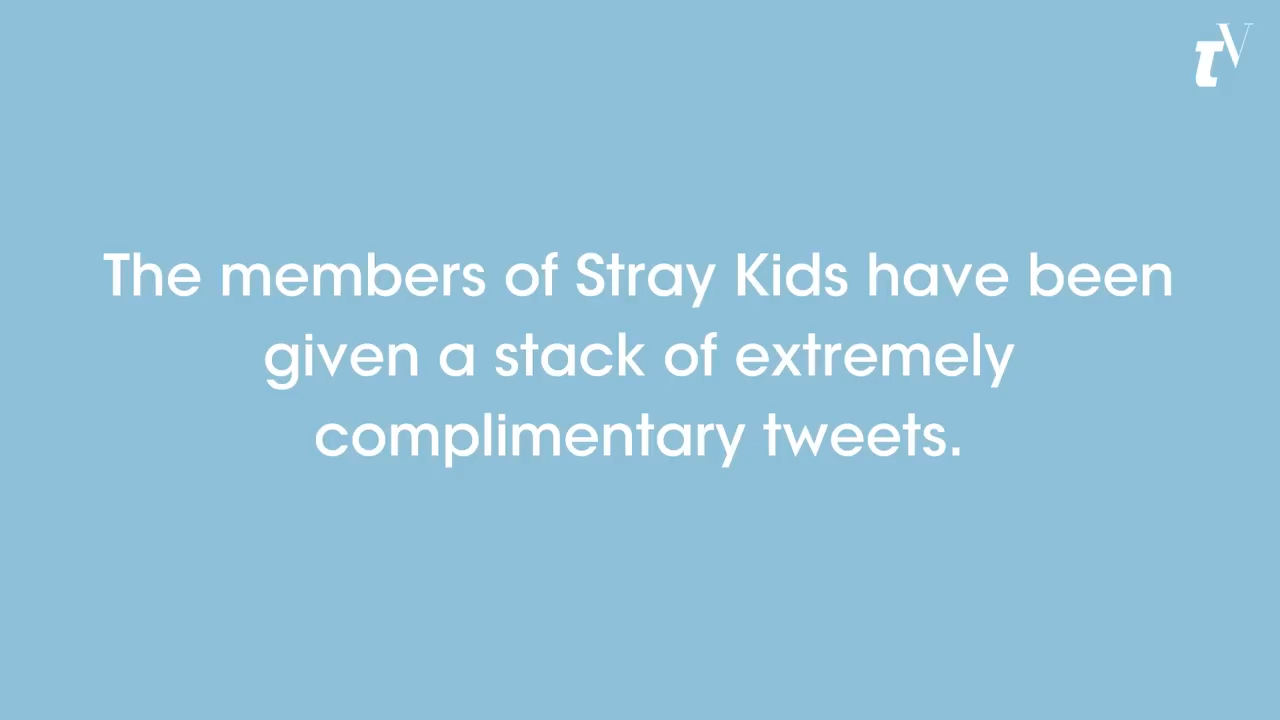 tV
The members of Stray Kids have been
given a stack of extremely
complimentary tweets.